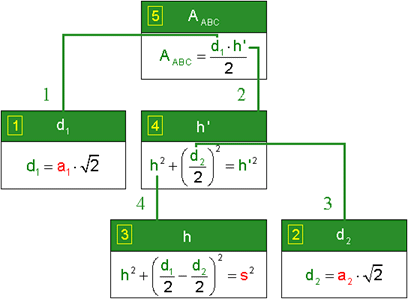 5 A_ABC
A_ABC = (d₁·h')/2
1 2
1 d₁
d₁ = a₁·√2
4 h'
h² + (d₂/2)² = h'²
4 3
3 h
h² + (d₁/2 − d₂/2)² = s²
2 d₂
d₂ = a₂·√2